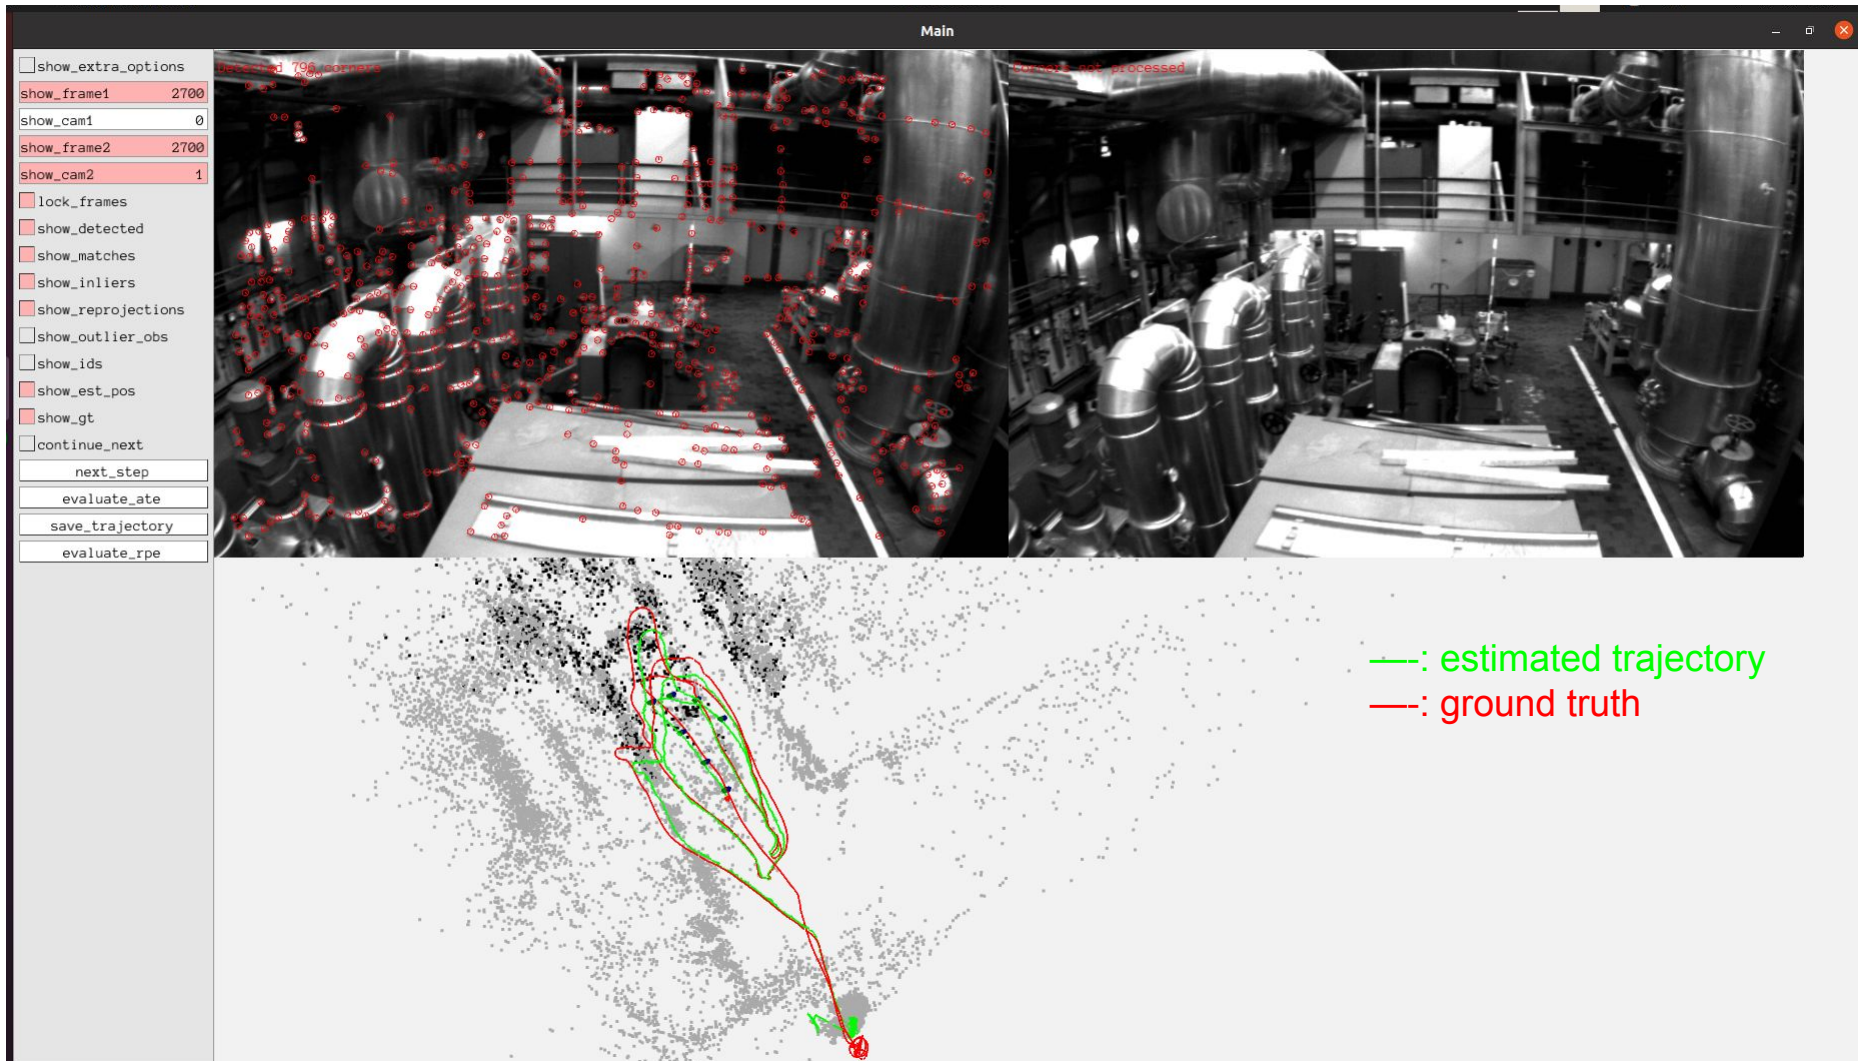 Main
show_extra_options
show_frame1 2700
show_cam1 0
show_frame2 2700
show_cam2 1
lock_frames
show_detected
show_matches
show_inliers
show_reprojections
show_outlier_obs
show_ids
show_est_pos
show_gt
continue_next
next_step
evaluate_ate
save_trajectory
evaluate_rpe
Detected 796 corners
Corners not processed
——-: estimated trajectory
——-: ground truth